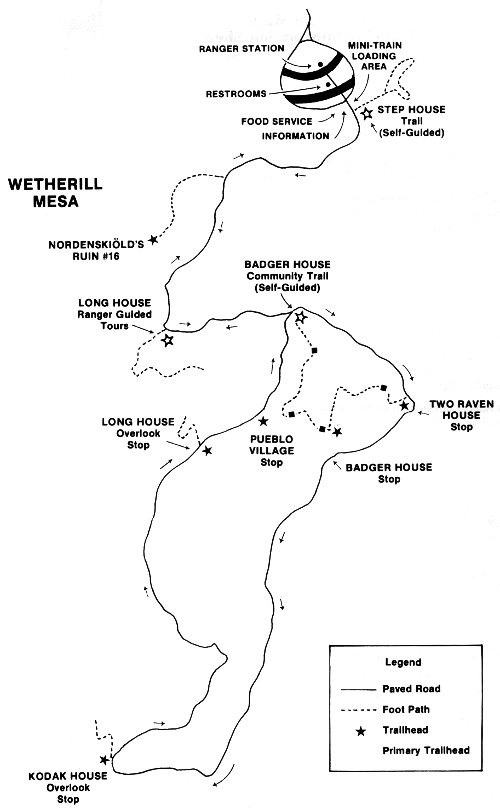 RANGER STATION
MINI-TRAIN
LOADING
AREA
RESTROOMS
STEP HOUSE
Trail
(Self-Guided)
FOOD SERVICE
INFORMATION
WETHERILL
MESA
NORDENSKIÖLD'S
RUIN #16
BADGER HOUSE
Community Trail
(Self-Guided)
LONG HOUSE
Ranger Guided
Tours
TWO RAVEN
HOUSE
Stop
LONG HOUSE
Overlook
Stop
PUEBLO
VILLAGE
Stop
BADGER HOUSE
Stop
Legend
Paved Road
Foot Path
Trailhead
Primary Trailhead
KODAK HOUSE
Overlook
Stop